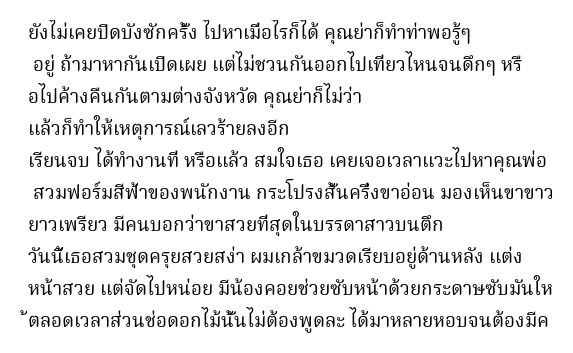 ยังไม่เคยปิดบังซักครั้ง ไปหาเมื่อไรก็ได้ คุณย่าก็ทำท่าพอรู้ๆ
อยู่ ถ้ามาหากันเปิดเผย แต่ไม่ชวนกันออกไปเที่ยวไหนจนดึกๆ หรื
อไปค้างคืนกันตามต่างจังหวัด คุณย่าก็ไม่ว่า
แล้วก็ทำให้เหตุการณ์เลวร้ายลงอีก
เรียนจบ ได้ทำงานที่ หรือแล้ว สมใจเธอ เคยเจอเวลาแวะไปหาคุณพ่อ
สวมฟอร์มสีฟ้าของพนักงาน กระโปรงสั้นครึ่งขาอ่อน มองเห็นขาขาว
ยาวเพรียว มีคนบอกว่าขาสวยที่สุดในบรรดาสาวบนตึก
วันนี้เธอสวมชุดครุยสวยสง่า ผมเกล้าขมวดเรียบอยู่ด้านหลัง แต่ง
หน้าสวย แต่จัดไปหน่อย มีน้องคอยช่วยซับหน้าด้วยกระดาษซับมันให
้ตลอดเวลาส่วนช่อดอกไม้นั้นไม่ต้องพูดละ ได้มาหลายหอบจนต้องมีค